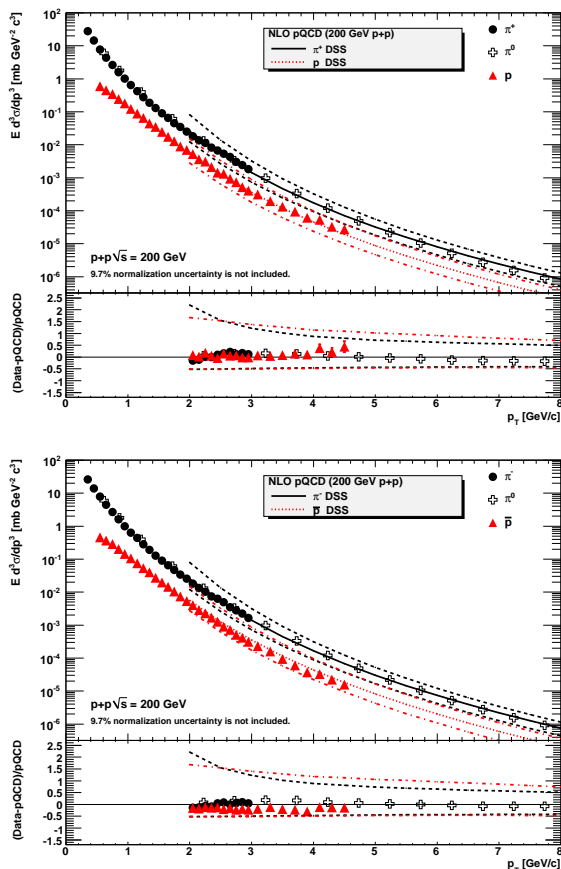 NLO pQCD (200 GeV p+p)
π⁺ DSS
p DSS
π⁺
π⁰
p
E d³σ/dp³ [mb GeV⁻² c³]
10²
10
1
10⁻¹
10⁻²
10⁻³
10⁻⁴
10⁻⁵
10⁻⁶
p+p√s = 200 GeV
9.7% normalization uncertainty is not included.
(Data-pQCD)/pQCD
2.5
2
1.5
1
0.5
0
-0.5
-1
-1.5
0 1 2 3 4 5 6 7 8
p_T [GeV/c]
NLO pQCD (200 GeV p+p)
π⁻ DSS
p̅ DSS
π⁻
π⁰
p̅
E d³σ/dp³ [mb GeV⁻² c³]
10²
10
1
10⁻¹
10⁻²
10⁻³
10⁻⁴
10⁻⁵
10⁻⁶
p+p√s = 200 GeV
9.7% normalization uncertainty is not included.
(Data-pQCD)/pQCD
2.5
2
1.5
1
0.5
0
-0.5
-1
-1.5
0 1 2 3 4 5 6 7 8
p_T [GeV/c]